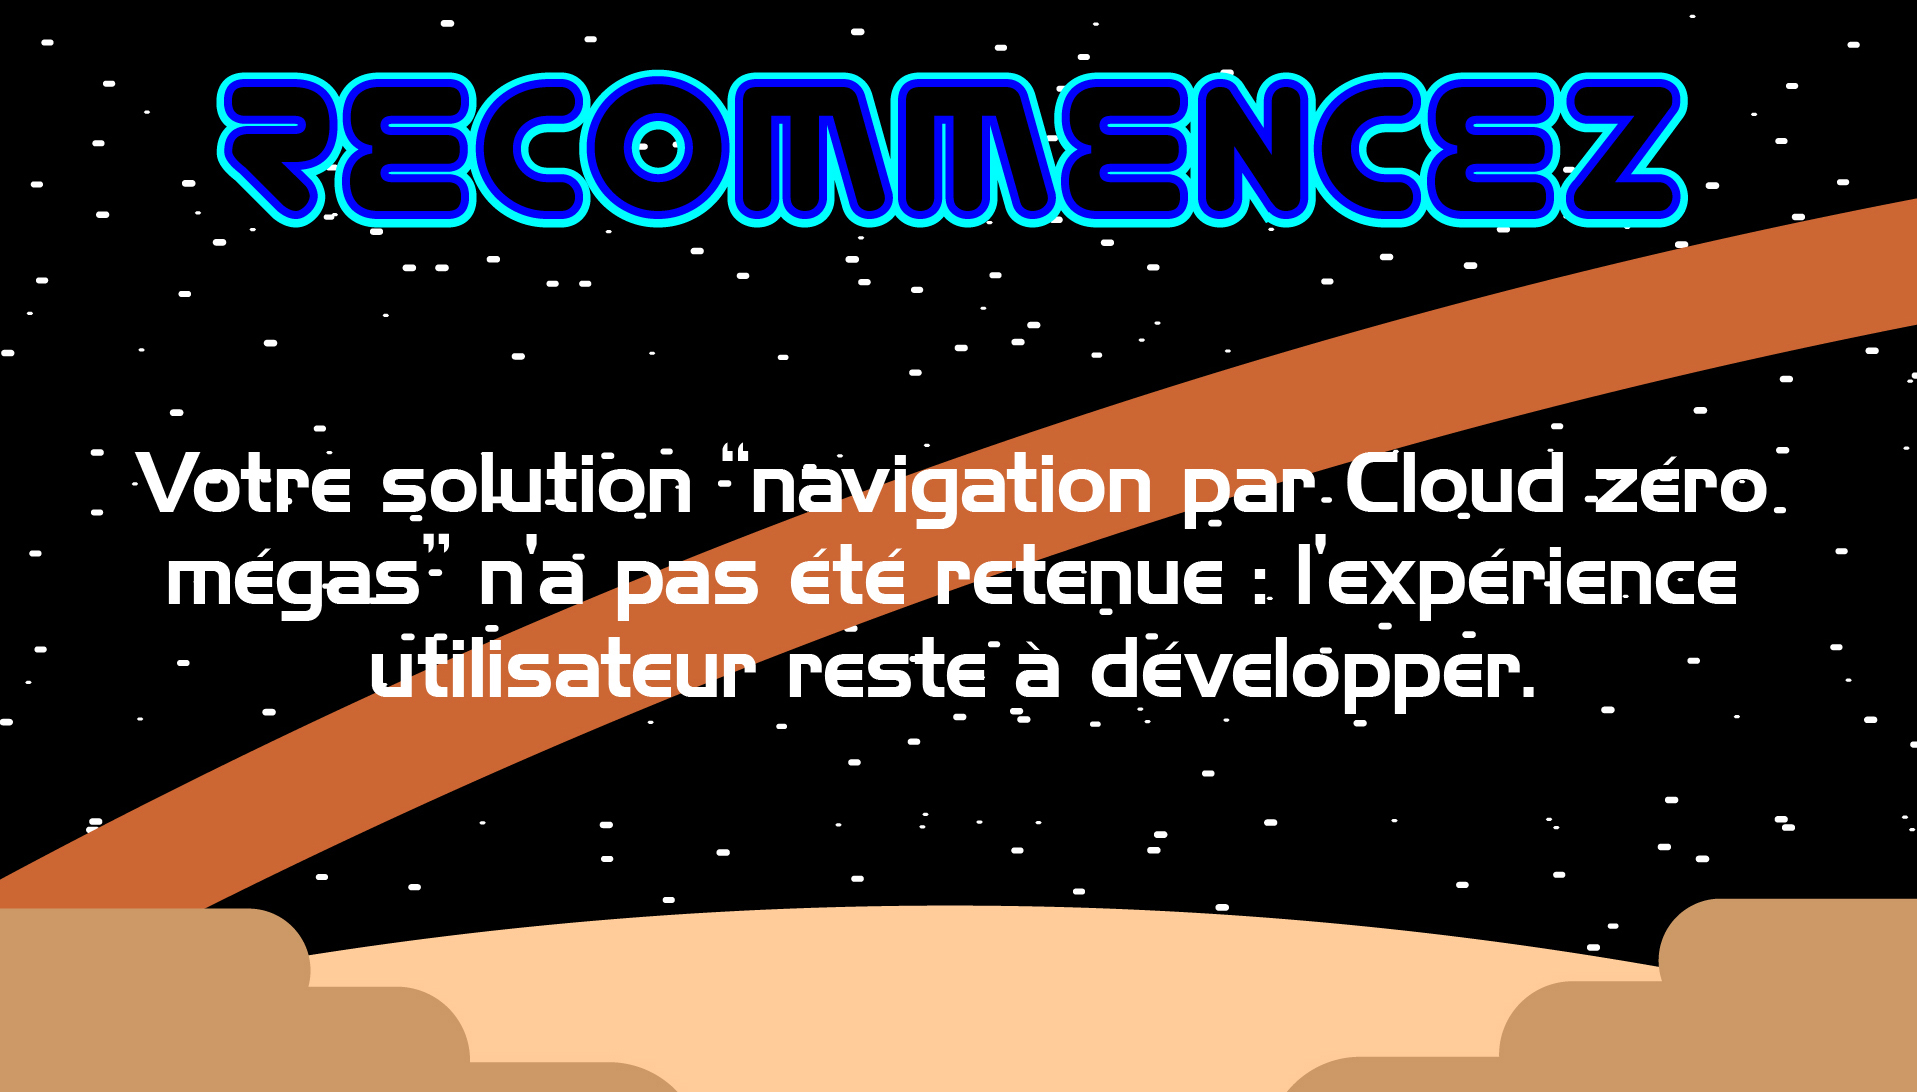 RECOMMENCEZ
Votre solution “navigation par Cloud zéro
mégas” n'a pas été retenue : l'expérience
utilisateur reste à développer.